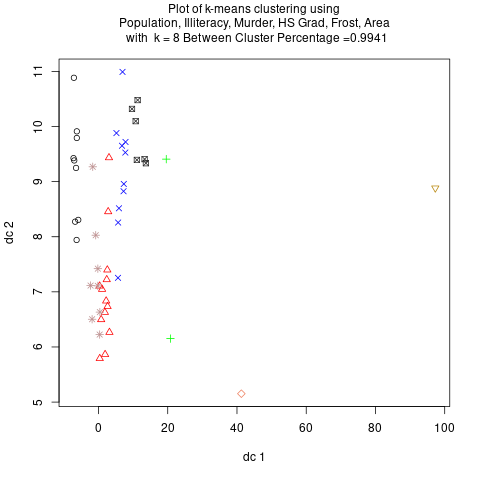 Plot of k-means clustering using
Population, Illiteracy, Murder, HS Grad, Frost, Area
with k = 8 Between Cluster Percentage =0.9941
11
10
9
8
7
6
5
dc 2
0 20 40 60 80 100
dc 1